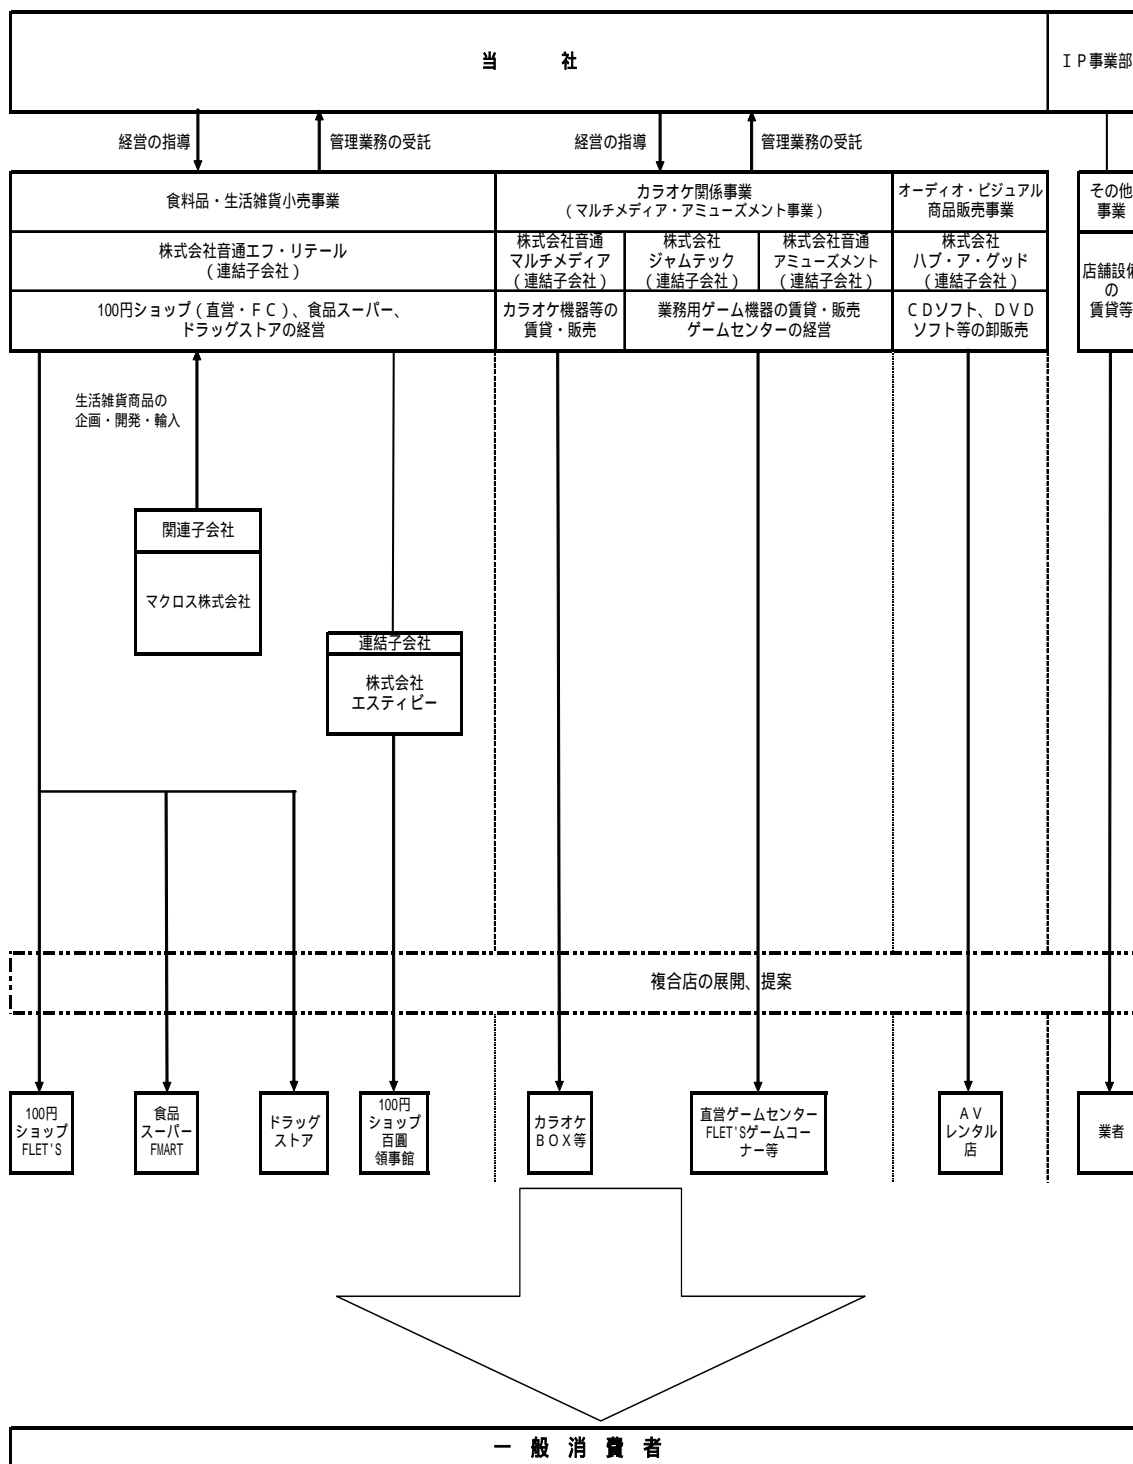 当　　社
ＩＰ事業部
経営の指導
管理業務の受託
経営の指導
管理業務の受託
食料品・生活雑貨小売事業
カラオケ関係事業
（マルチメディア・アミューズメント事業）
オーディオ・ビジュアル
商品販売事業
その他
事業
株式会社音通エフ・リテール
（連結子会社）
株式会社音通
マルチメディア
（連結子会社）
株式会社
ジャムテック
（連結子会社）
株式会社音通
アミューズメント
（連結子会社）
株式会社
ハブ・ア・グッド
（連結子会社）
店舗設備
の
賃貸等
100円ショップ（直営・ＦＣ）、食品スーパー、
ドラッグストアの経営
カラオケ機器等の
賃貸・販売
業務用ゲーム機器の賃貸・販売
ゲームセンターの経営
ＣＤソフト、ＤＶＤ
ソフト等の卸販売
生活雑貨商品の
企画・開発・輸入
関連子会社
マクロス株式会社
連結子会社
株式会社
エスティビー
複合店の展開、提案
100円
ショップ
FLET'S
食品
スーパー
FMART
ドラッグ
ストア
100円
ショップ
百圓
領事館
カラオケ
ＢＯＸ等
直営ゲームセンター
FLET'Sゲームコー
ナー等
ＡＶ
レンタル
店
業者
一般消費者